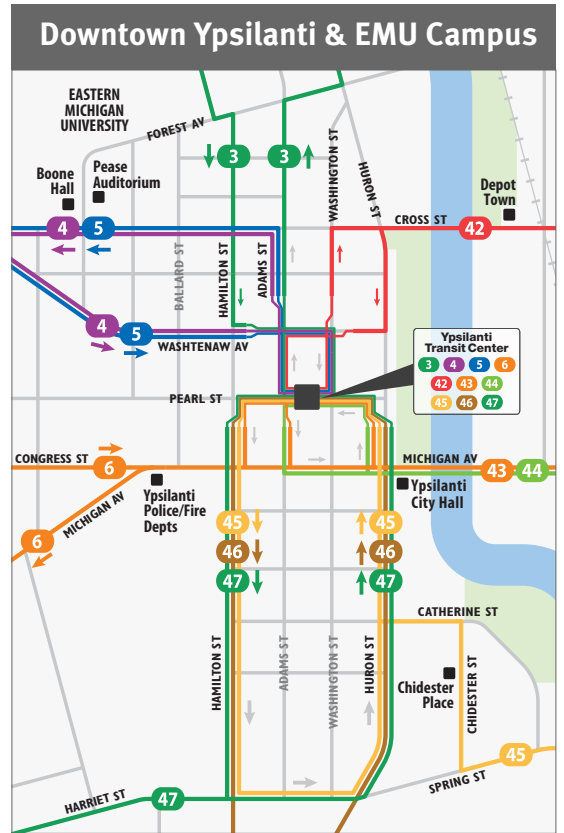 Downtown Ypsilanti & EMU Campus
EASTERN
MICHIGAN
UNIVERSITY
FOREST AV
3
3
WASHINGTON ST
HURON ST
Boone
Hall
Pease
Auditorium
Depot
Town
4
5
CROSS ST
42
BALLARD ST
HAMILTON ST
ADAMS ST
4
5
WASHTENAW AV
Ypsilanti
Transit Center
3
4
5
6
42
43
44
45
46
47
PEARL ST
CONGRESS ST
6
MICHIGAN AV
43
44
MICHIGAN AV
6
Ypsilanti
Police/Fire
Depts
Ypsilanti
City Hall
45
45
46
46
47
47
CATHERINE ST
HAMILTON ST
ADAMS ST
WASHINGTON ST
HURON ST
Chidester
Place
CHIDESTER ST
45
SPRING ST
HARRIET ST
47